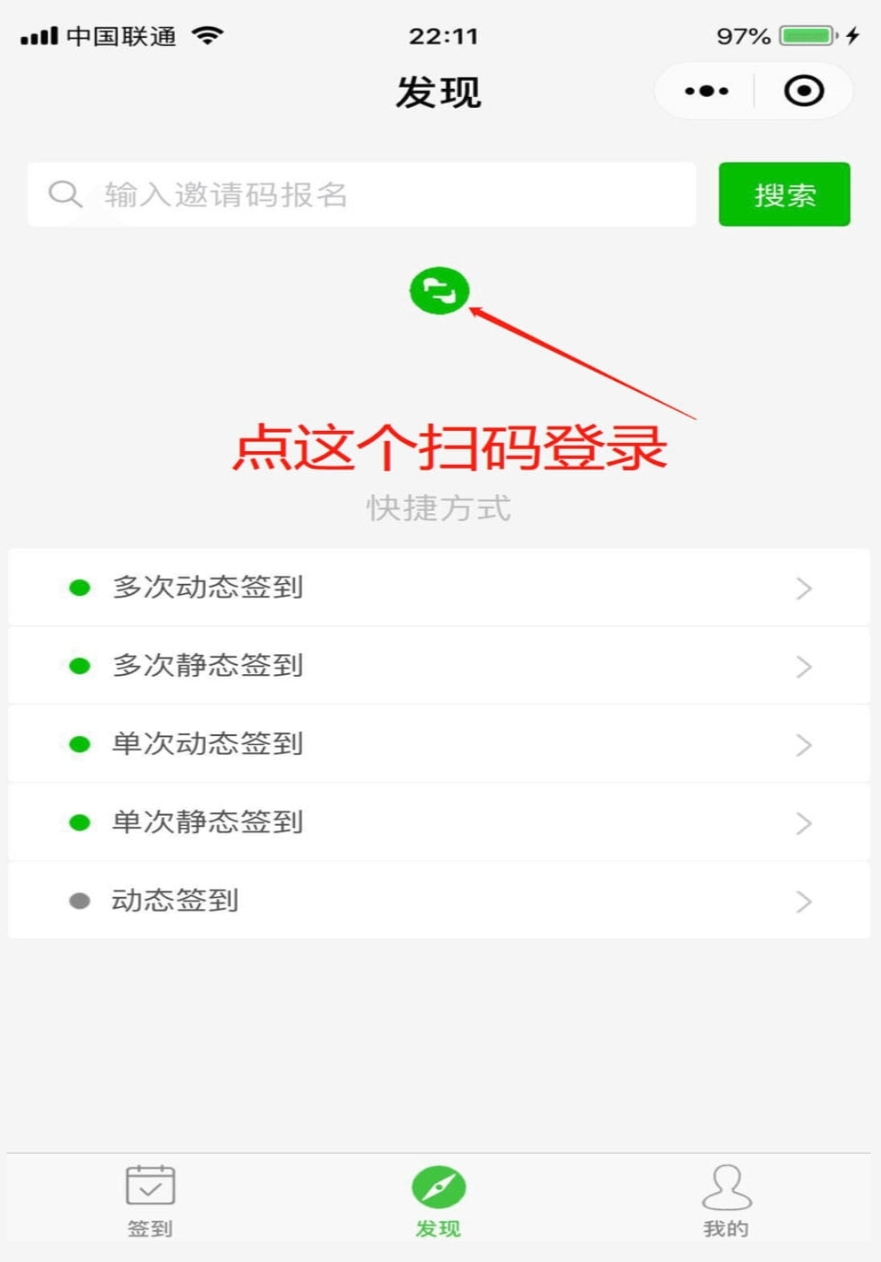 中国联通
22:11
97%
发现
输入邀请码报名
搜索
点这个扫码登录
快捷方式
多次动态签到
多次静态签到
单次动态签到
单次静态签到
动态签到
签到
发现
我的